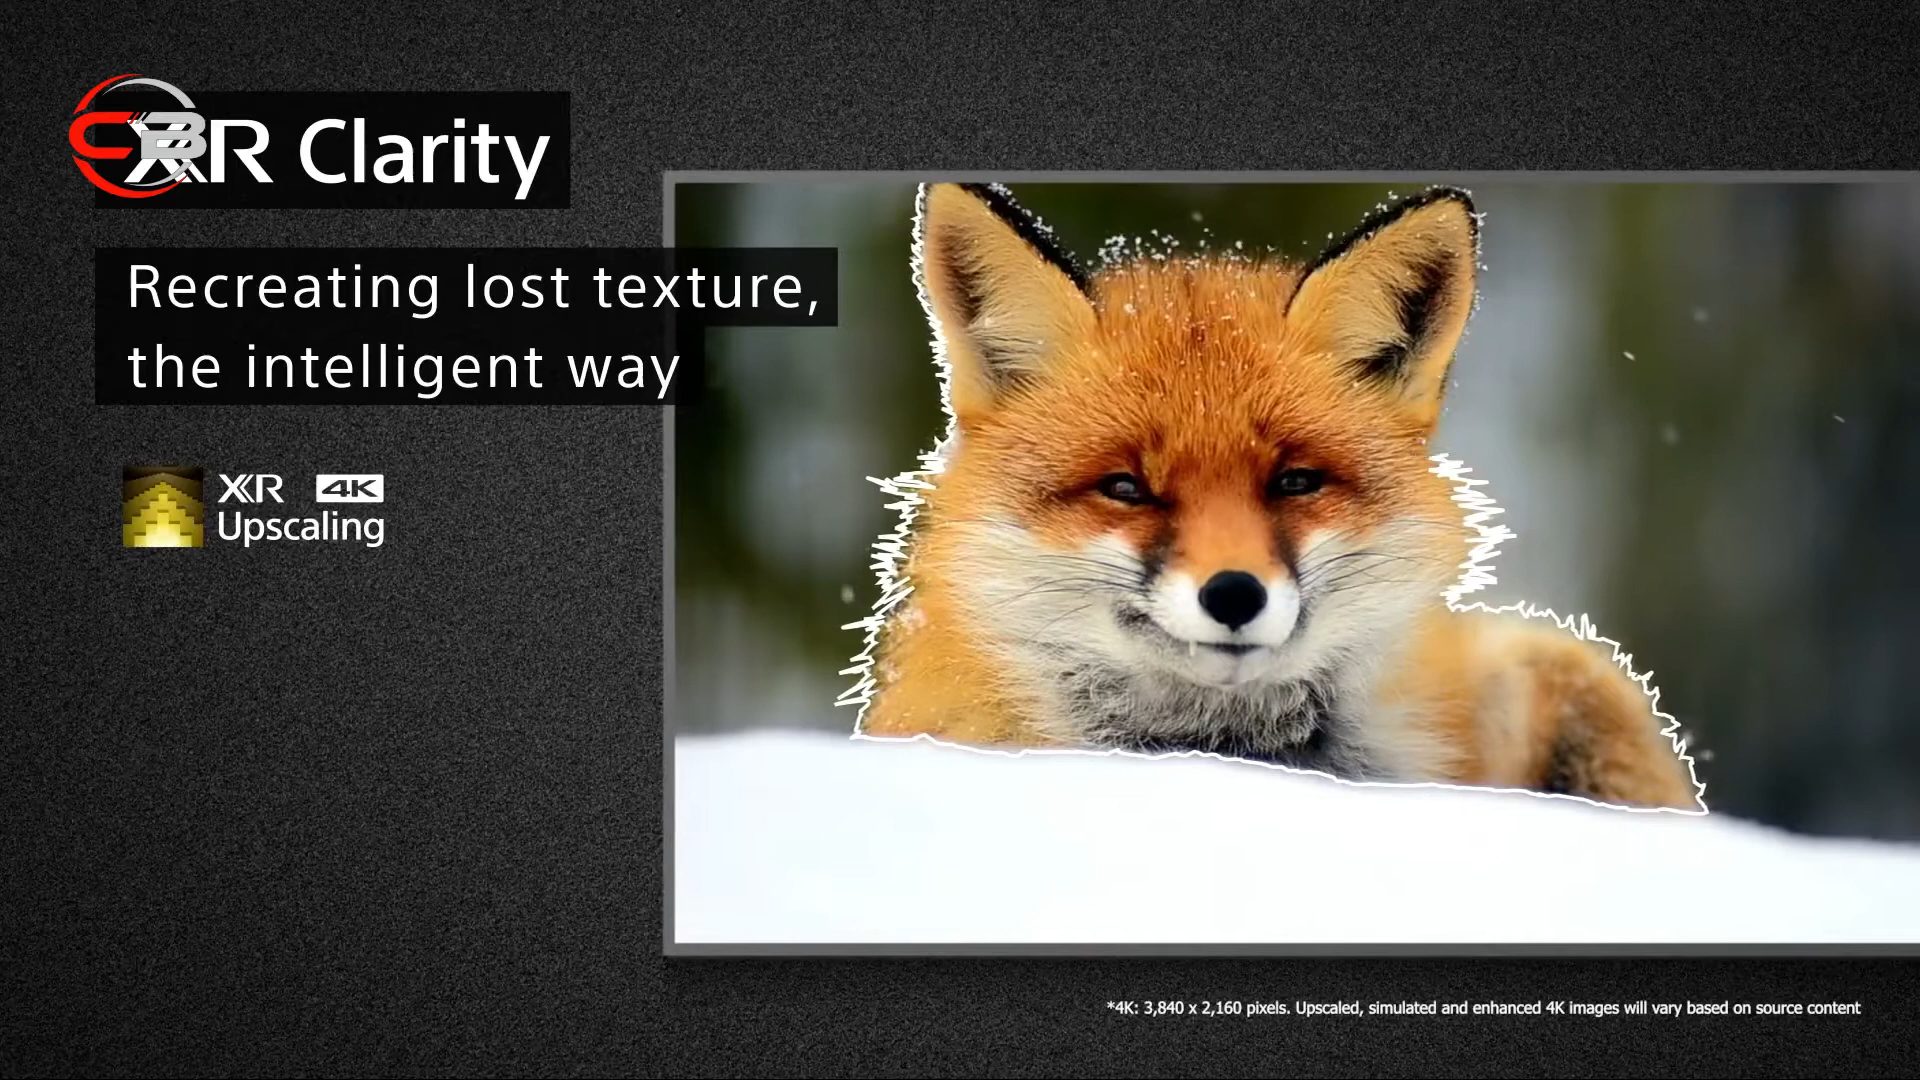 CB
XR Clarity
Recreating lost texture,
the intelligent way
XR 4K
Upscaling
*4K: 3,840 x 2,160 pixels. Upscaled, simulated and enhanced 4K images will vary based on source content